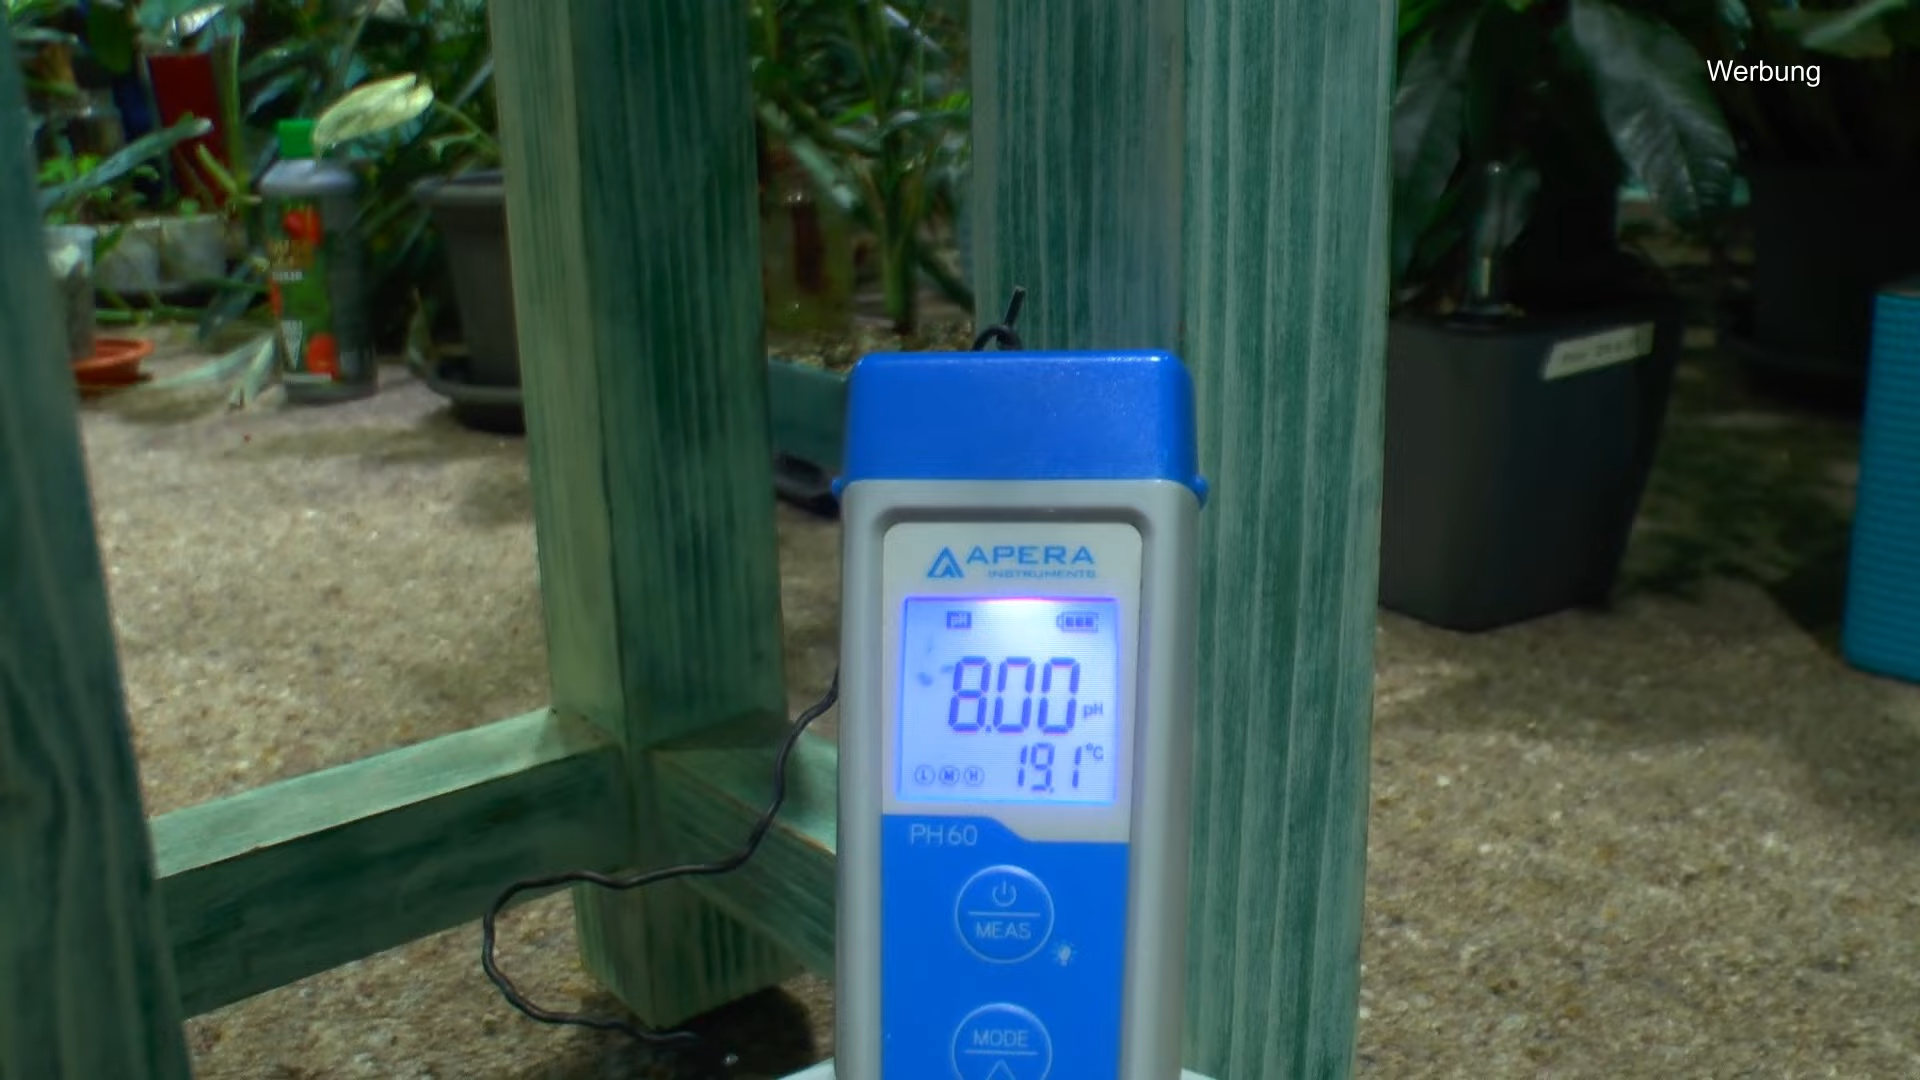 Werbung
APERA
INSTRUMENTS
pH
8.00 pH
L M H 19.1 °C
PH60
MEAS
MODE